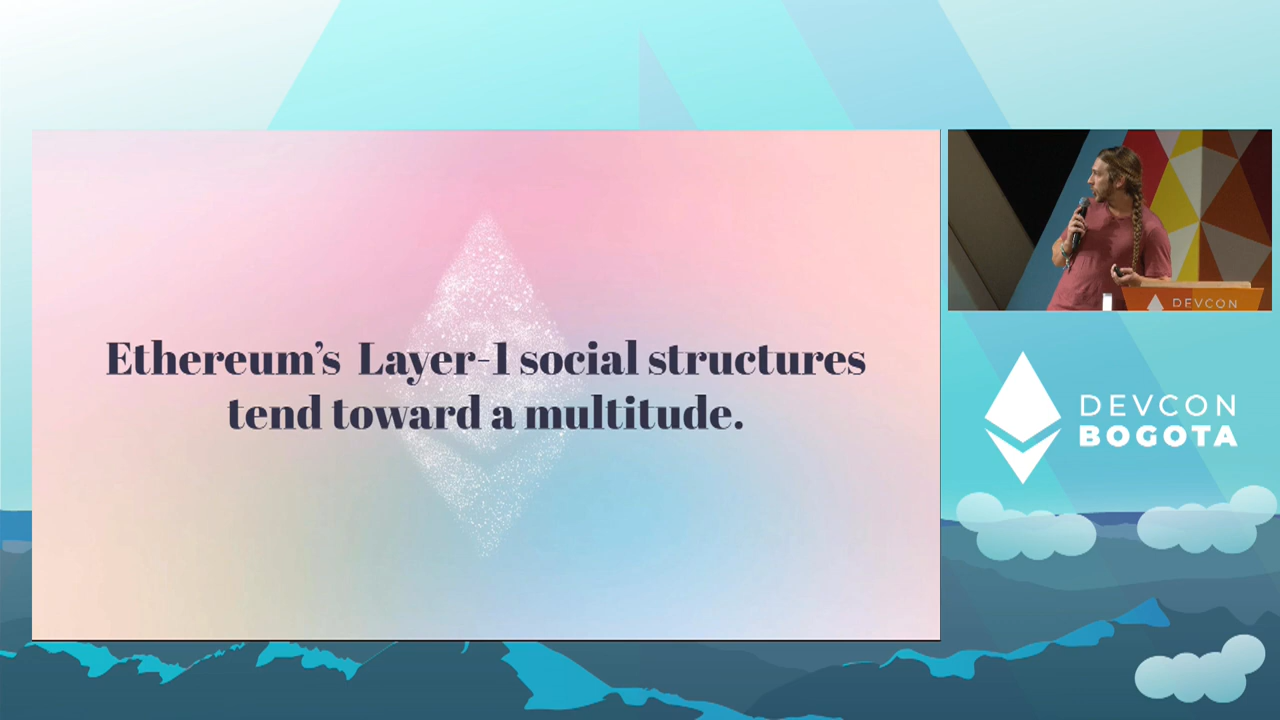 Ethereum's Layer-1 social structures
tend toward a multitude.
DEVCON
DEVCON
BOGOTA